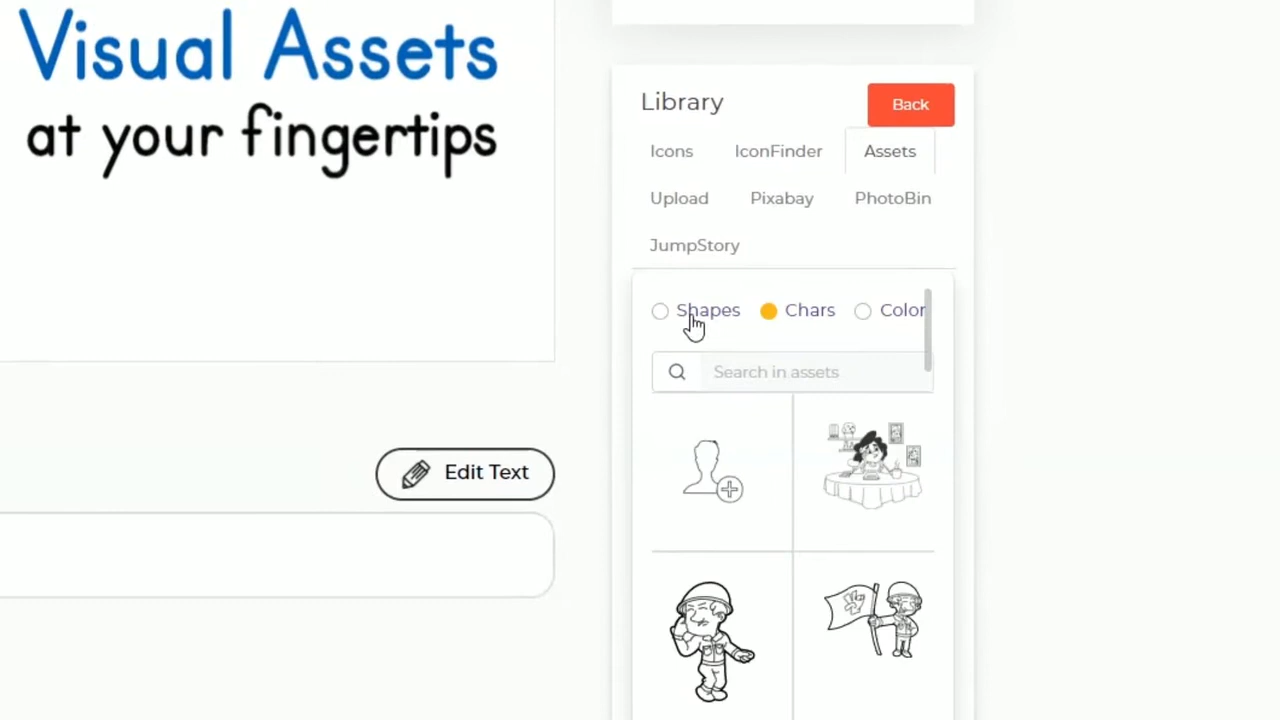 Visual Assets
at your fingertips
Library
Back
Icons IconFinder Assets
Upload Pixabay PhotoBin
JumpStory
Shapes Chars Color
Search in assets
Edit Text